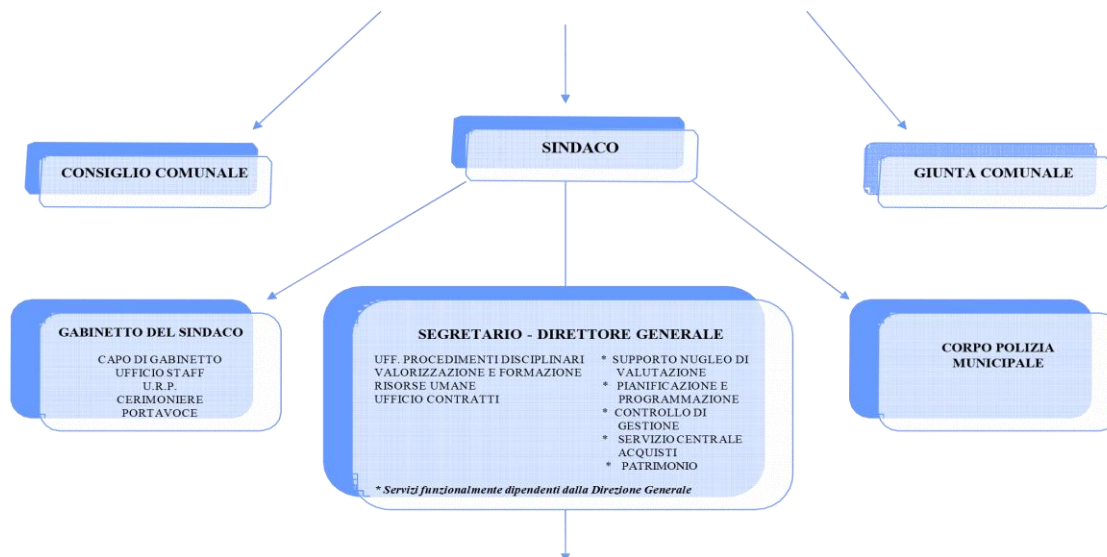 SINDACO
CONSIGLIO COMUNALE
GIUNTA COMUNALE
GABINETTO DEL SINDACO
CAPO DI GABINETTO
UFFICIO STAFF
U.R.P.
CERIMONIERE
PORTAVOCE
SEGRETARIO - DIRETTORE GENERALE
UFF. PROCEDIMENTI DISCIPLINARI
VALORIZZAZIONE E FORMAZIONE
RISORSE UMANE
UFFICIO CONTRATTI
* SUPPORTO NUGLEO DI
VALUTAZIONE
* PIANIFICAZIONE E
PROGRAMMAZIONE
* CONTROLLO DI
GESTIONE
* SERVIZIO CENTRALE
ACQUISTI
* PATRIMONIO
* Servizi funzionalmente dipendenti dalla Direzione Generale
CORPO POLIZIA
MUNICIPALE